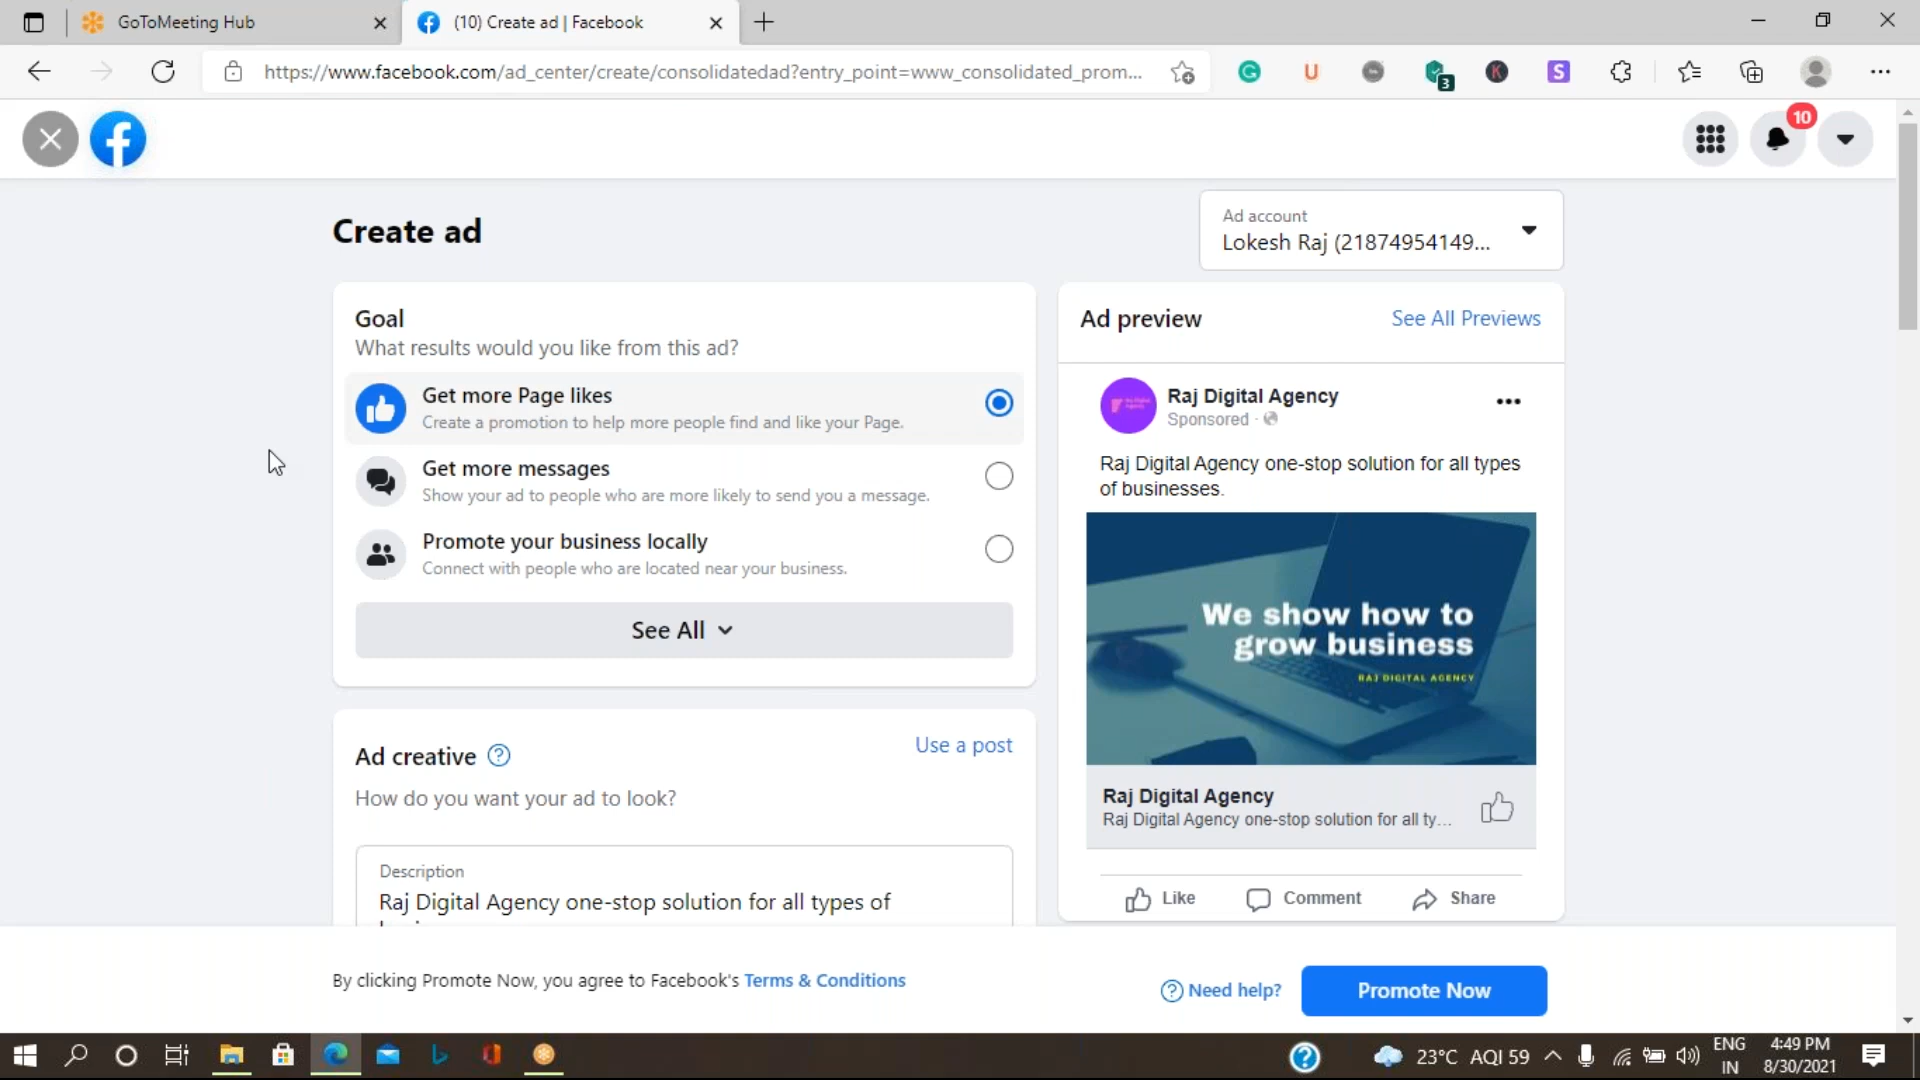 GoToMeeting Hub
(10) Create ad | Facebook
https://www.facebook.com/ad_center/create/consolidatedad?entry_point=www_consolidated_prom...
3
10
Create ad
Ad account
Lokesh Raj (21874954149...
Goal
What results would you like from this ad?
Get more Page likes
Create a promotion to help more people find and like your Page.
Get more messages
Show your ad to people who are more likely to send you a message.
Promote your business locally
Connect with people who are located near your business.
See All
Ad creative
Use a post
How do you want your ad to look?
Description
Raj Digital Agency one-stop solution for all types of
Ad preview
See All Previews
Raj Digital Agency
Sponsored ·
Raj Digital Agency one-stop solution for all types
of businesses.
We show how to
grow business
RAJ DIGITAL AGENCY
Raj Digital Agency
Raj Digital Agency one-stop solution for all ty...
Like
Comment
Share
By clicking Promote Now, you agree to Facebook's Terms & Conditions
Need help?
Promote Now
23°C AQI 59
ENG
IN
4:49 PM
8/30/2021